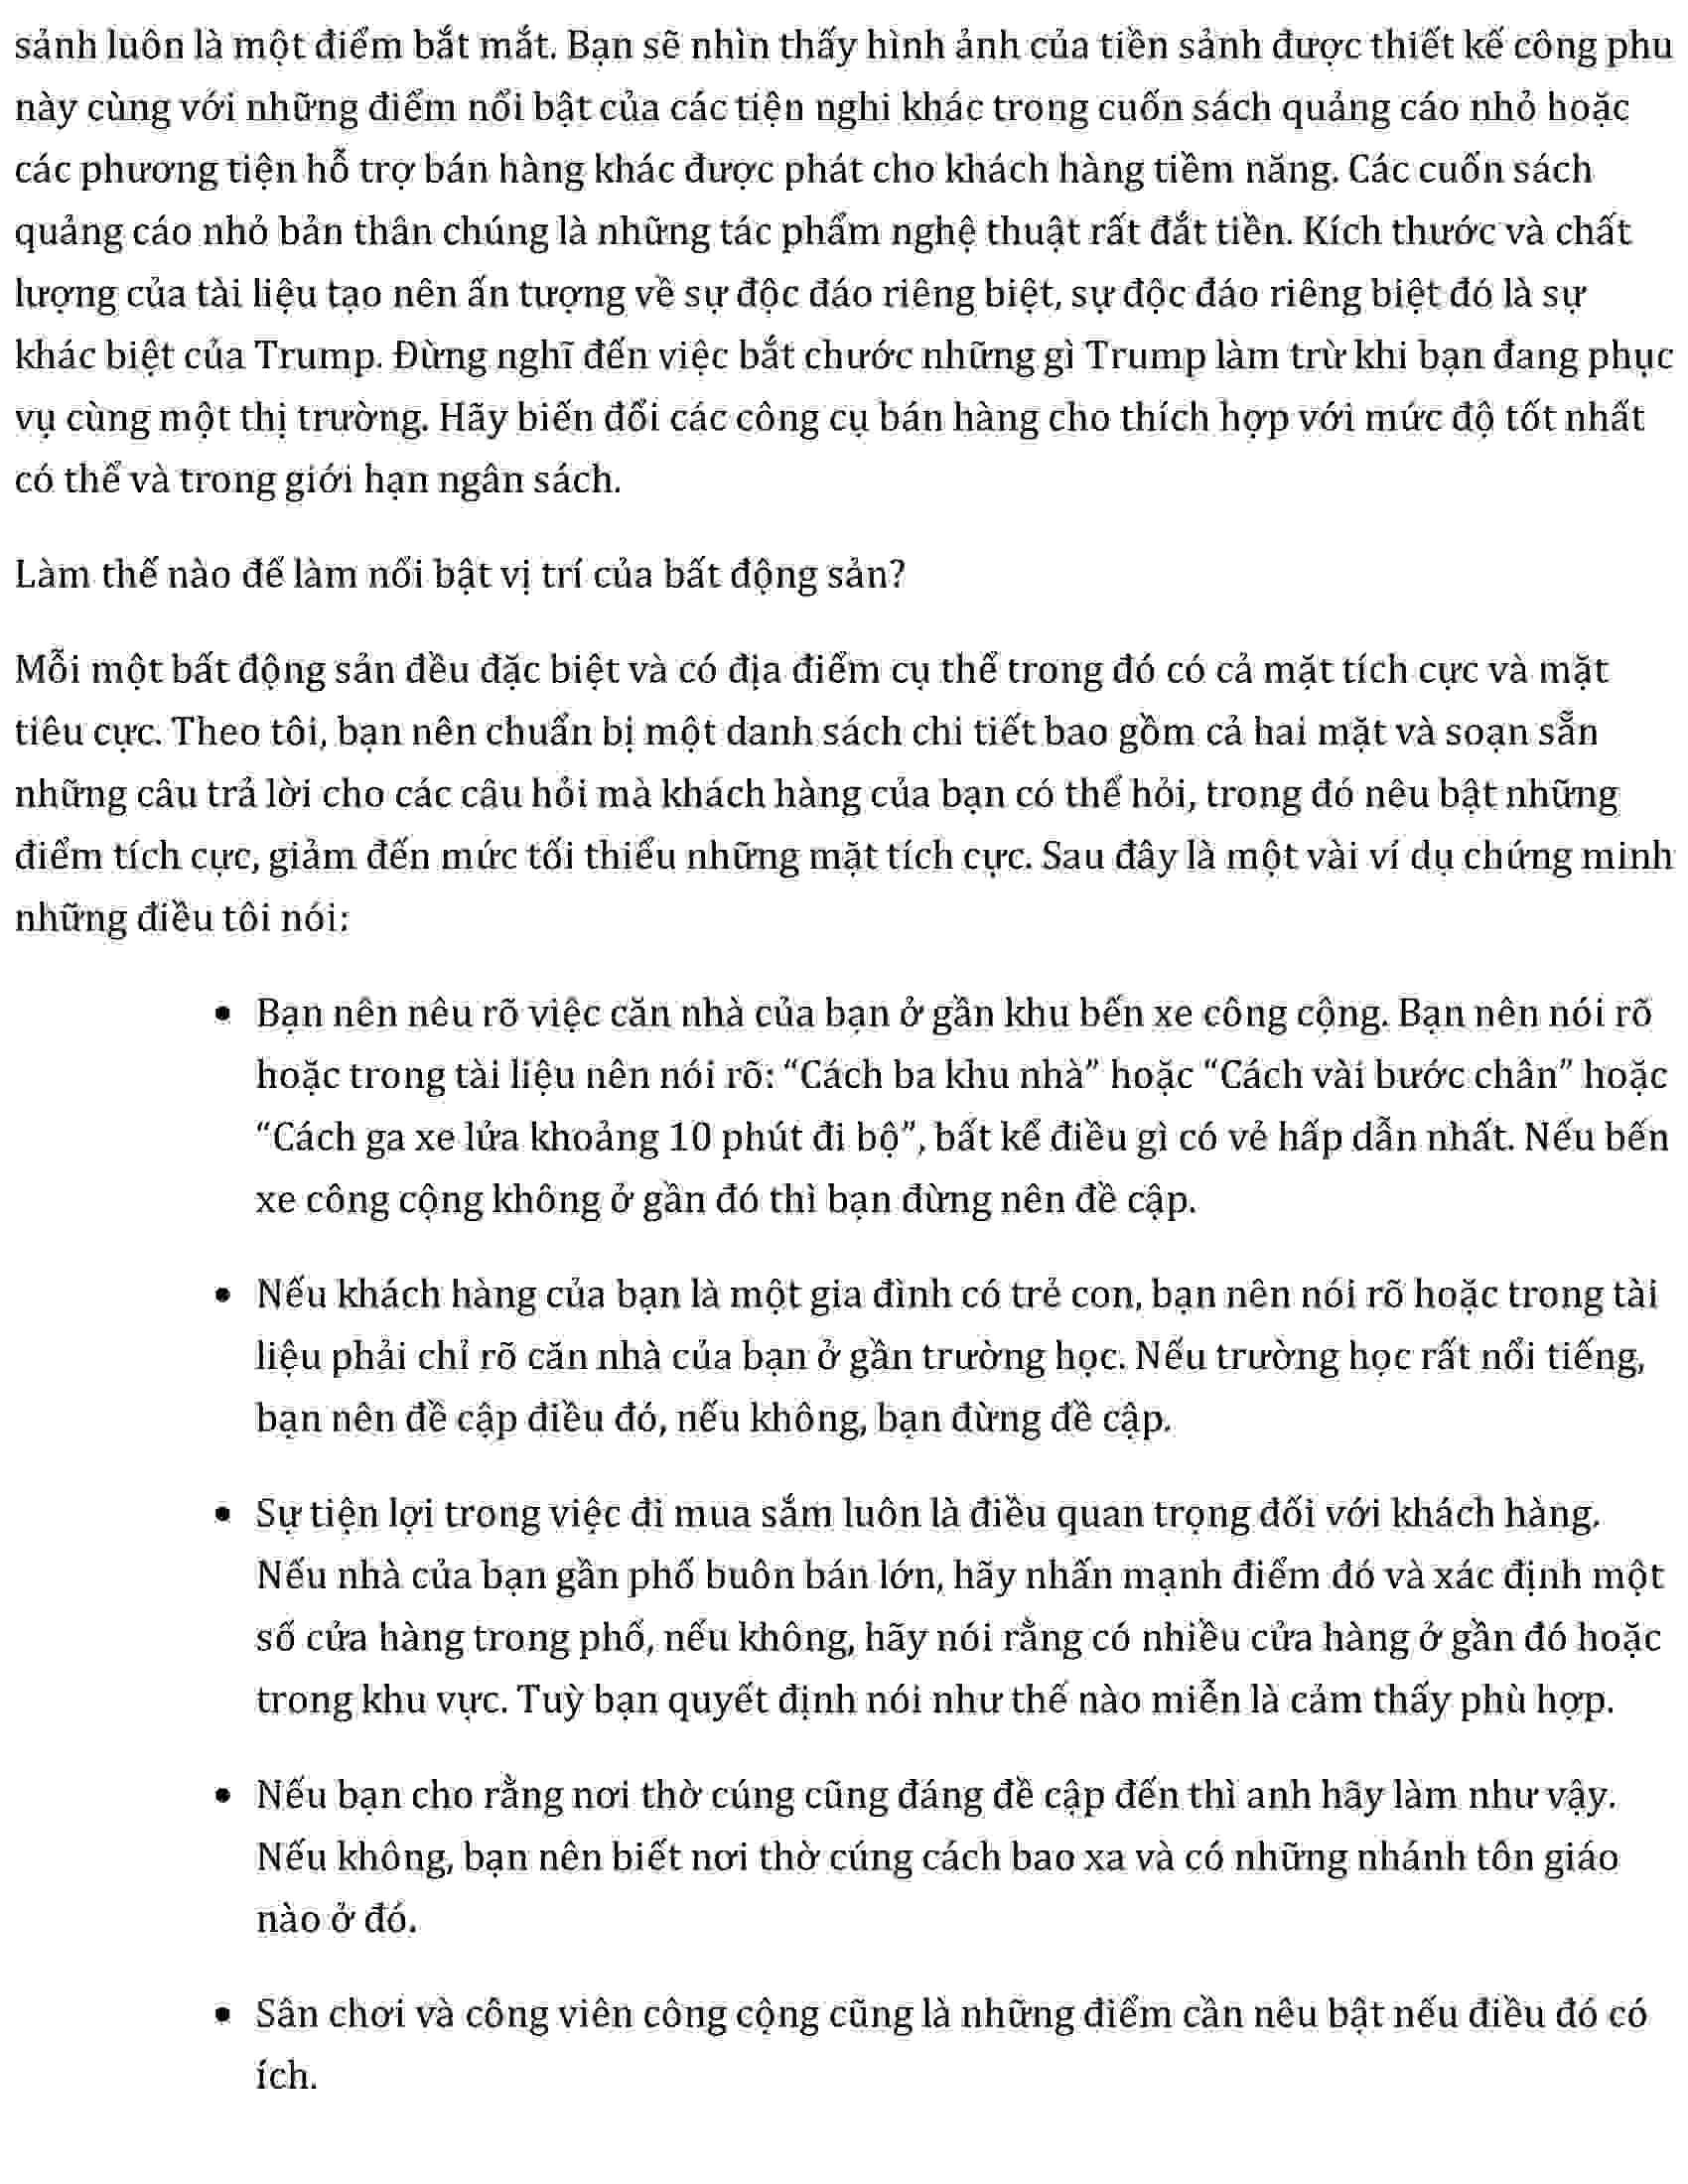 sảnh luôn là một điểm bắt mắt. Bạn sẽ nhìn thấy hình ảnh của tiền sảnh được thiết kế công phu
này cùng với những điểm nổi bật của các tiện nghi khác trong cuốn sách quảng cáo nhỏ hoặc
các phương tiện hỗ trợ bán hàng khác được phát cho khách hàng tiềm năng. Các cuốn sách
quảng cáo nhỏ bản thân chúng là những tác phẩm nghệ thuật rất đắt tiền. Kích thước và chất
lượng của tài liệu tạo nên ấn tượng về sự độc đáo riêng biệt, sự độc đáo riêng biệt đó là sự
khác biệt của Trump. Đừng nghĩ đến việc bắt chước những gì Trump làm trừ khi bạn đang phục
vụ cùng một thị trường. Hãy biến đổi các công cụ bán hàng cho thích hợp với mức độ tốt nhất
có thể và trong giới hạn ngân sách.
Làm thế nào để làm nổi bật vị trí của bất động sản?
Mỗi một bất động sản đều đặc biệt và có địa điểm cụ thể trong đó có cả mặt tích cực và mặt
tiêu cực. Theo tôi, bạn nên chuẩn bị một danh sách chi tiết bao gồm cả hai mặt và soạn sẵn
những câu trả lời cho các câu hỏi mà khách hàng của bạn có thể hỏi, trong đó nêu bật những
điểm tích cực, giảm đến mức tối thiểu những mặt tích cực. Sau đây là một vài ví dụ chứng minh
những điều tôi nói:
• Bạn nên nêu rõ việc căn nhà của bạn ở gần khu bến xe công cộng. Bạn nên nói rõ
hoặc trong tài liệu nên nói rõ: “Cách ba khu nhà” hoặc “Cách vài bước chân” hoặc
“Cách ga xe lửa khoảng 10 phút đi bộ”, bất kể điều gì có vẻ hấp dẫn nhất. Nếu bến
xe công cộng không ở gần đó thì bạn đừng nên đề cập.
• Nếu khách hàng của bạn là một gia đình có trẻ con, bạn nên nói rõ hoặc trong tài
liệu phải chỉ rõ căn nhà của bạn ở gần trường học. Nếu trường học rất nổi tiếng,
bạn nên đề cập điều đó, nếu không, bạn đừng đề cập.
• Sự tiện lợi trong việc đi mua sắm luôn là điều quan trọng đối với khách hàng.
Nếu nhà của bạn gần phố buôn bán lớn, hãy nhấn mạnh điểm đó và xác định một
số cửa hàng trong phố, nếu không, hãy nói rằng có nhiều cửa hàng ở gần đó hoặc
trong khu vực. Tuỳ bạn quyết định nói như thế nào miễn là cảm thấy phù hợp.
• Nếu bạn cho rằng nơi thờ cúng cũng đáng đề cập đến thì anh hãy làm như vậy.
Nếu không, bạn nên biết nơi thờ cúng cách bao xa và có những nhánh tôn giáo
nào ở đó.
• Sân chơi và công viên công cộng cũng là những điểm cần nêu bật nếu điều đó có
ích.